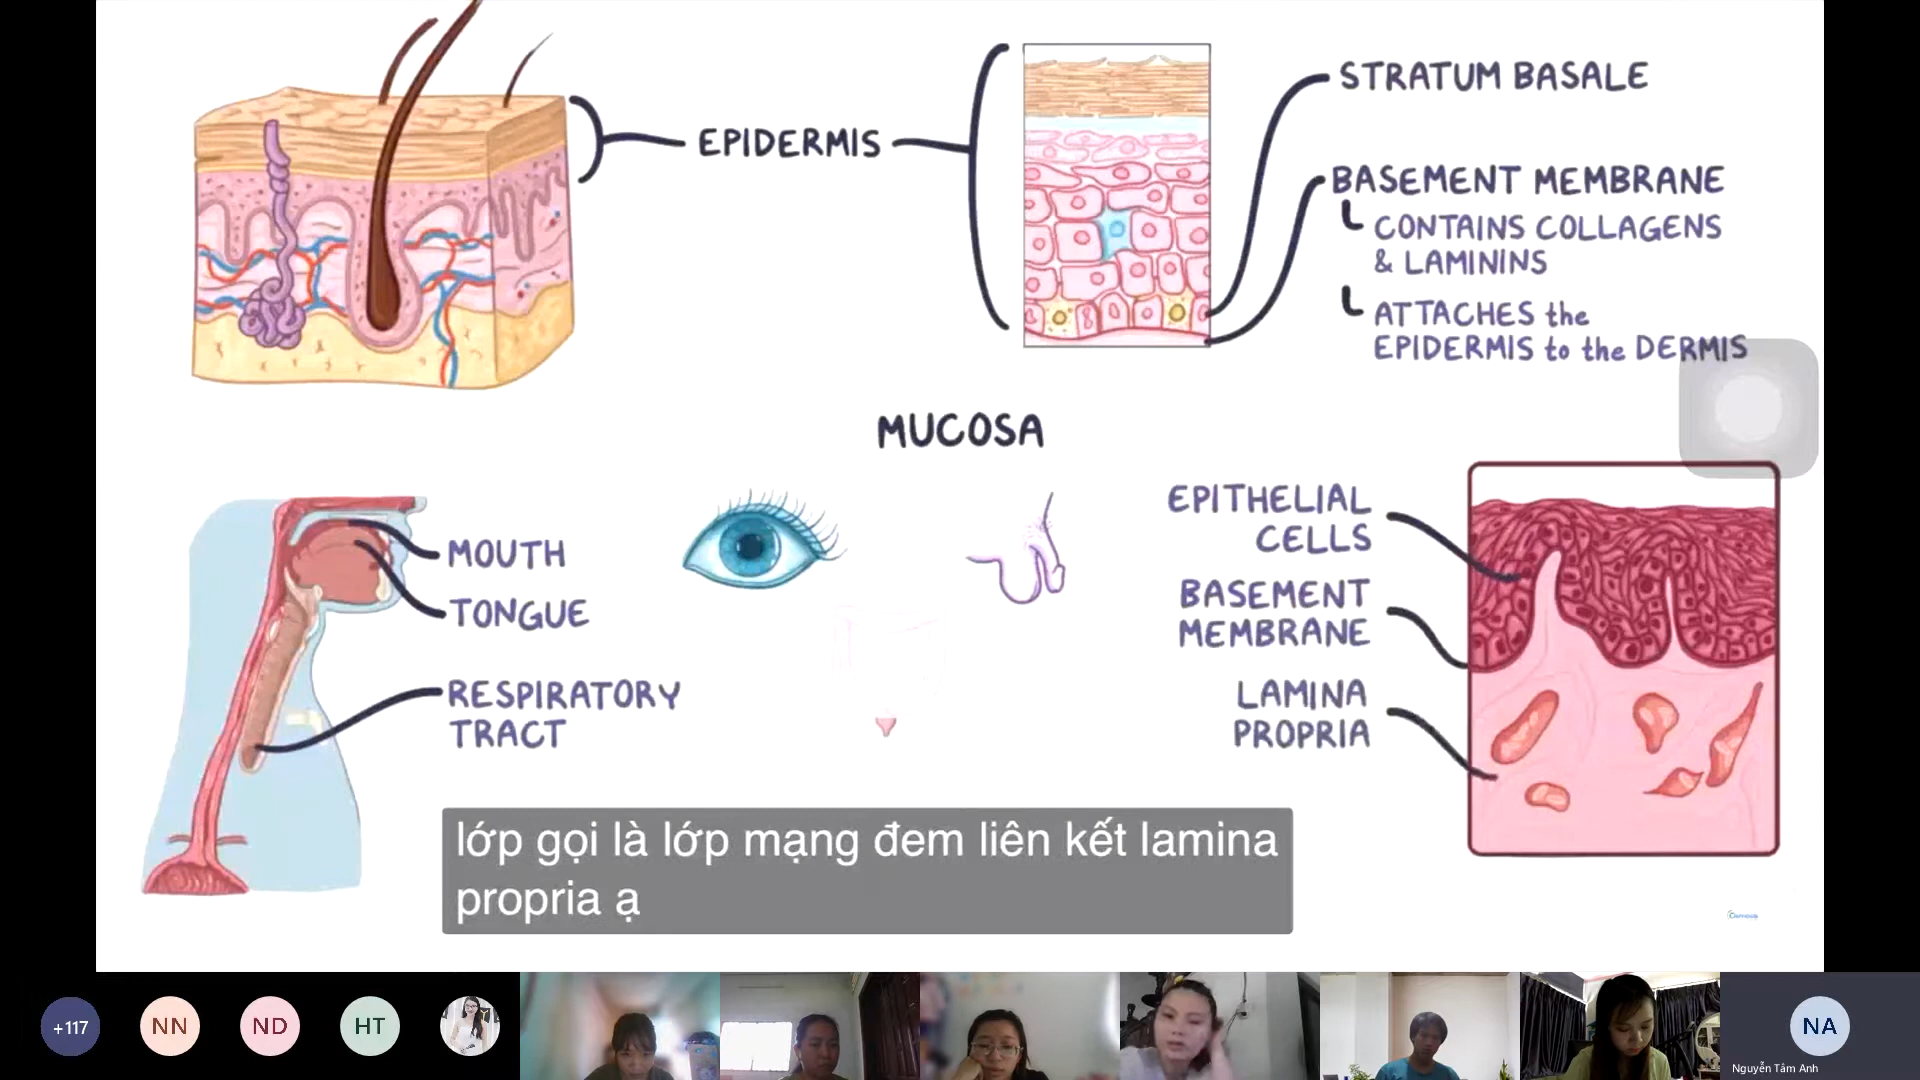 EPIDERMIS
STRATUM BASALE
BASEMENT MEMBRANE
CONTAINS COLLAGENS
& LAMININS
ATTACHES the
EPIDERMIS to the DERMIS
MUCOSA
MOUTH
TONGUE
RESPIRATORY
TRACT
EPITHELIAL
CELLS
BASEMENT
MEMBRANE
LAMINA
PROPRIA
lớp gọi là lớp mạng đem liên kết lamina
propria ạ
+117
NN
ND
HT
NA
Nguyễn Tâm Anh